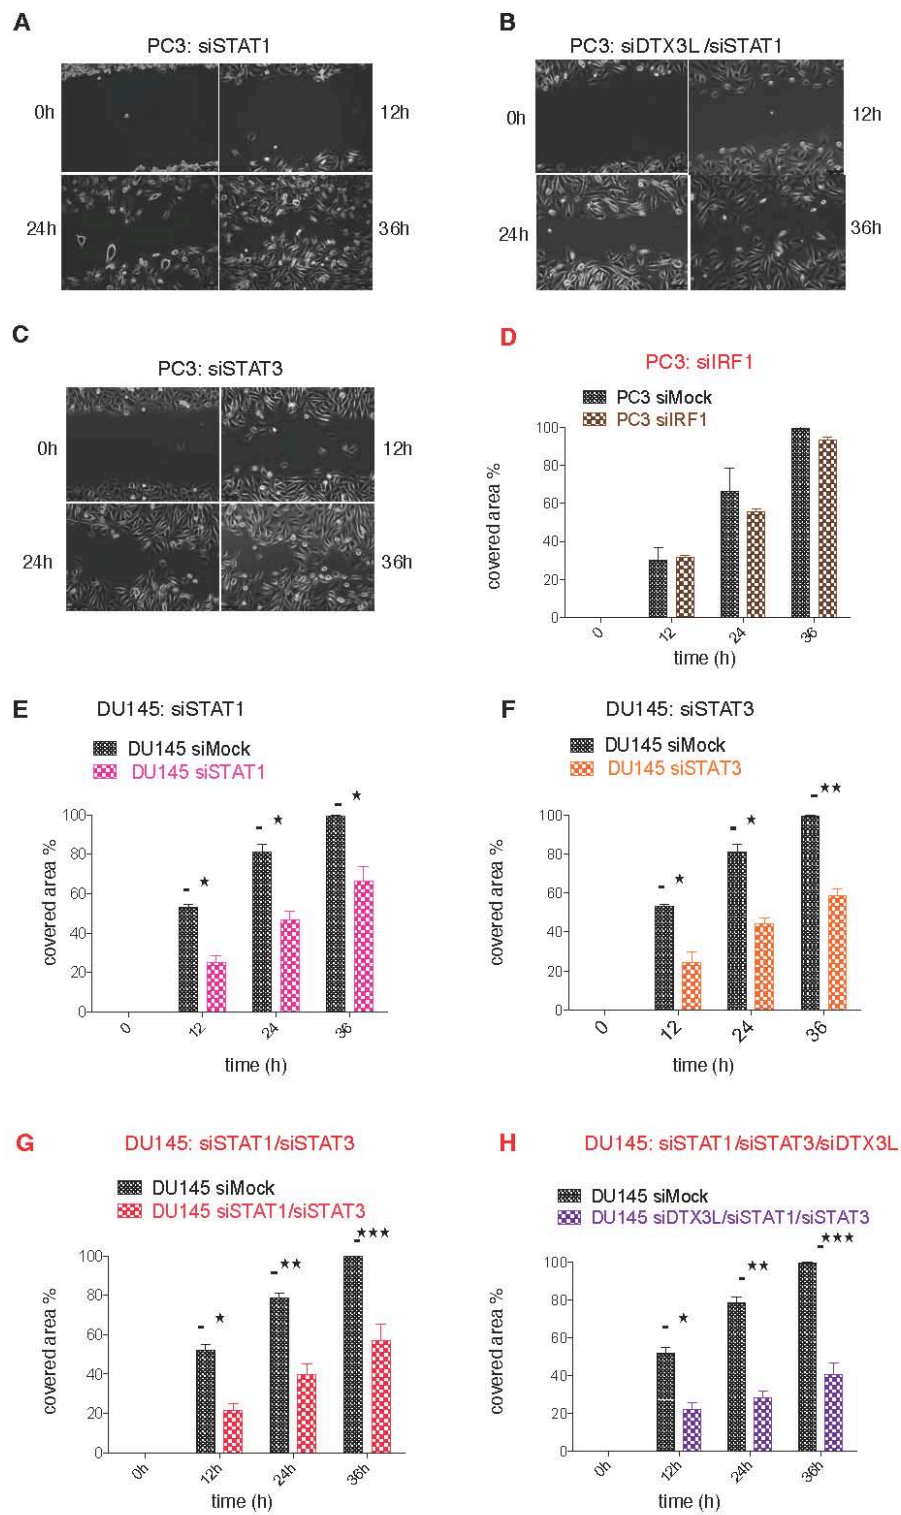 A
PC3: siSTAT1
0h
12h
24h
36h
B
PC3: siDTX3L /siSTAT1
0h
12h
24h
36h
C
PC3: siSTAT3
0h
12h
24h
36h
D
PC3: siIRF1
PC3 siMock
PC3 siIRF1
100
80
60
40
20
0
covered area %
0
12
24
36
time (h)
E
DU145: siSTAT1
DU145 siMock
DU145 siSTAT1
100
80
60
40
20
0
covered area %
- ★
- ★
- ★
0
12
24
36
time (h)
F
DU145: siSTAT3
DU145 siMock
DU145 siSTAT3
100
80
60
40
20
0
covered area %
- ★
- ★
- ★★
0
12
24
36
time (h)
G
DU145: siSTAT1/siSTAT3
DU145 siMock
DU145 siSTAT1/siSTAT3
100
80
60
40
20
0
covered area %
- ★
- ★★
- ★★★
0h
12h
24h
36h
time (h)
H
DU145: siSTAT1/siSTAT3/siDTX3L
DU145 siMock
DU145 siDTX3L/siSTAT1/siSTAT3
100
80
60
40
20
0
covered area %
- ★
- ★★
- ★★★
0h
12h
24h
36h
time (h)